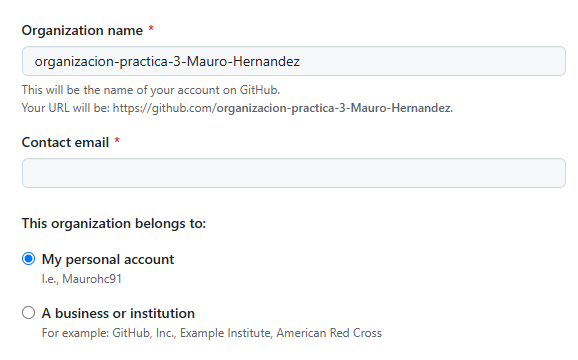 Organization name *
organizacion-practica-3-Mauro-Hernandez
This will be the name of your account on GitHub.
Your URL will be: https://github.com/organizacion-practica-3-Mauro-Hernandez.
Contact email *
This organization belongs to:
My personal account
I.e., Maurohc91
A business or institution
For example: GitHub, Inc., Example Institute, American Red Cross